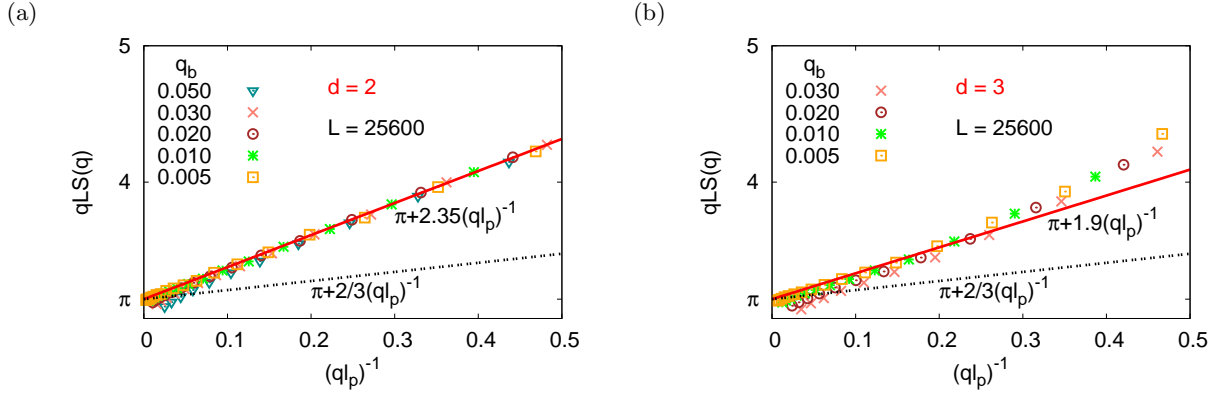 (a)
qLS(q)
5
4
π
q_b
0.050
0.030
0.020
0.010
0.005
d = 2
L = 25600
π+2.35(ql_p)^-1
π+2/3(ql_p)^-1
0 0.1 0.2 0.3 0.4 0.5
(ql_p)^-1
(b)
qLS(q)
5
4
π
q_b
0.030
0.020
0.010
0.005
d = 3
L = 25600
π+1.9(ql_p)^-1
π+2/3(ql_p)^-1
0 0.1 0.2 0.3 0.4 0.5
(ql_p)^-1